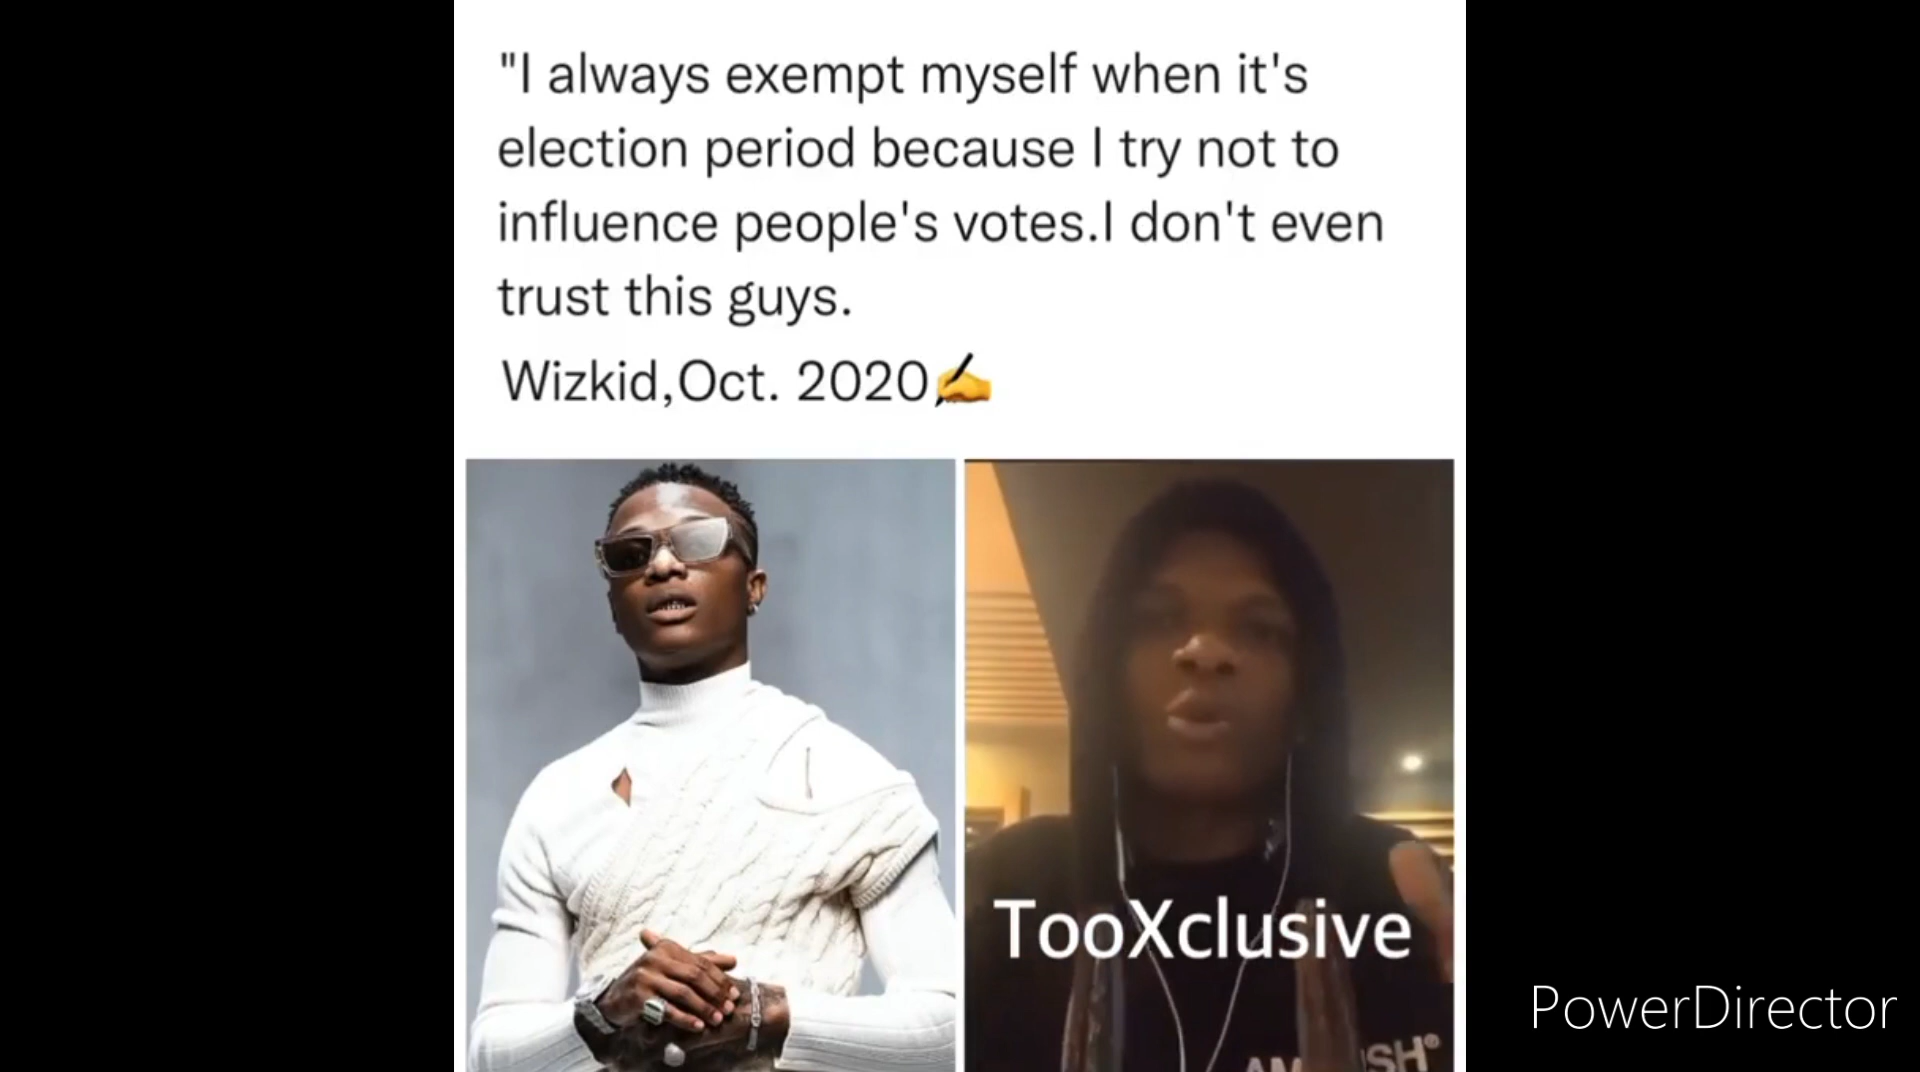 "I always exempt myself when it's
election period because I try not to
influence people's votes.I don't even
trust this guys.
Wizkid,Oct. 2020✍️
TooXclusive
PowerDirector